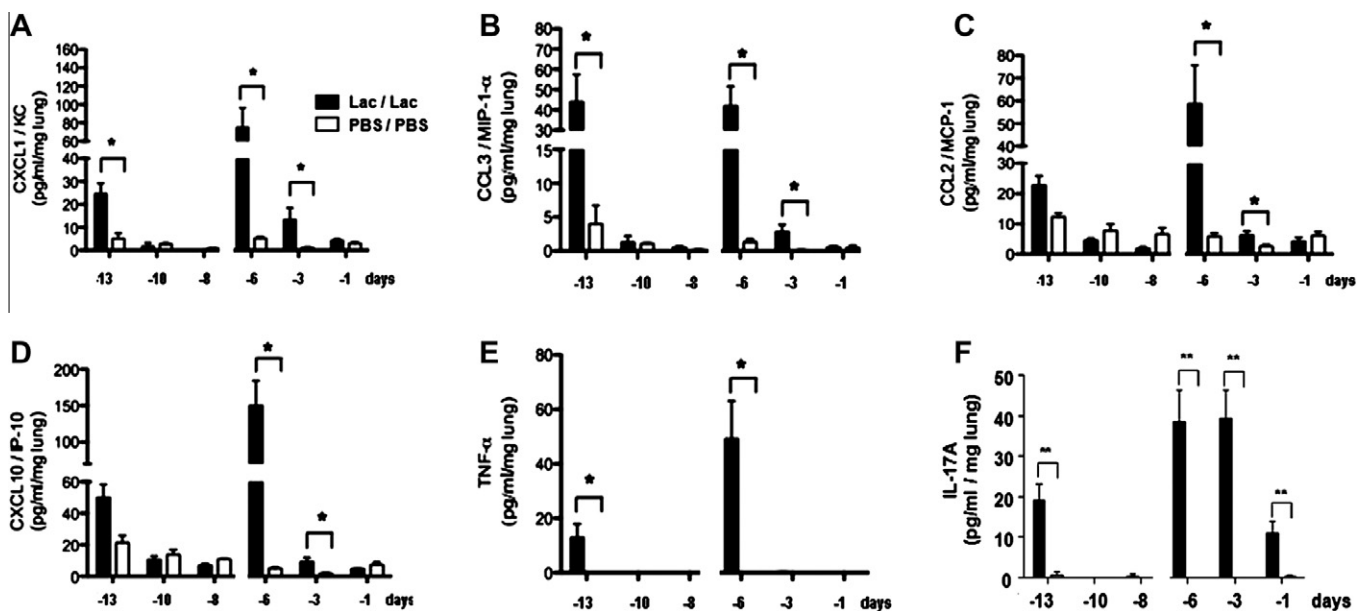 A
CXCL1 / KC
(pg/ml/mg lung)
160
140
120
100
80
60
40
30
20
10
0
*
*
*
Lac / Lac
PBS / PBS
-13 -10 -8 -6 -3 -1 days
B
CCL3 / MIP-1-α
(pg/ml/mg lung)
80
70
60
50
40
30
15
10
5
0
*
*
*
-13 -10 -8 -6 -3 -1 days
C
CCL2 / MCP-1
(pg/ml/mg lung)
80
70
60
50
40
30
20
30
20
10
0
*
*
-13 -10 -8 -6 -3 -1 days
D
CXCL10 / IP-10
(pg/ml/mg lung)
200
150
100
60
40
20
0
*
*
-13 -10 -8 -6 -3 -1 days
E
TNF-α
(pg/ml/mg lung)
80
60
40
20
0
*
*
-13 -10 -8 -6 -3 -1 days
F
IL-17A
(pg/ml / mg lung)
50
40
30
20
10
0
**
**
**
**
-13 -10 -8 -6 -3 -1 days